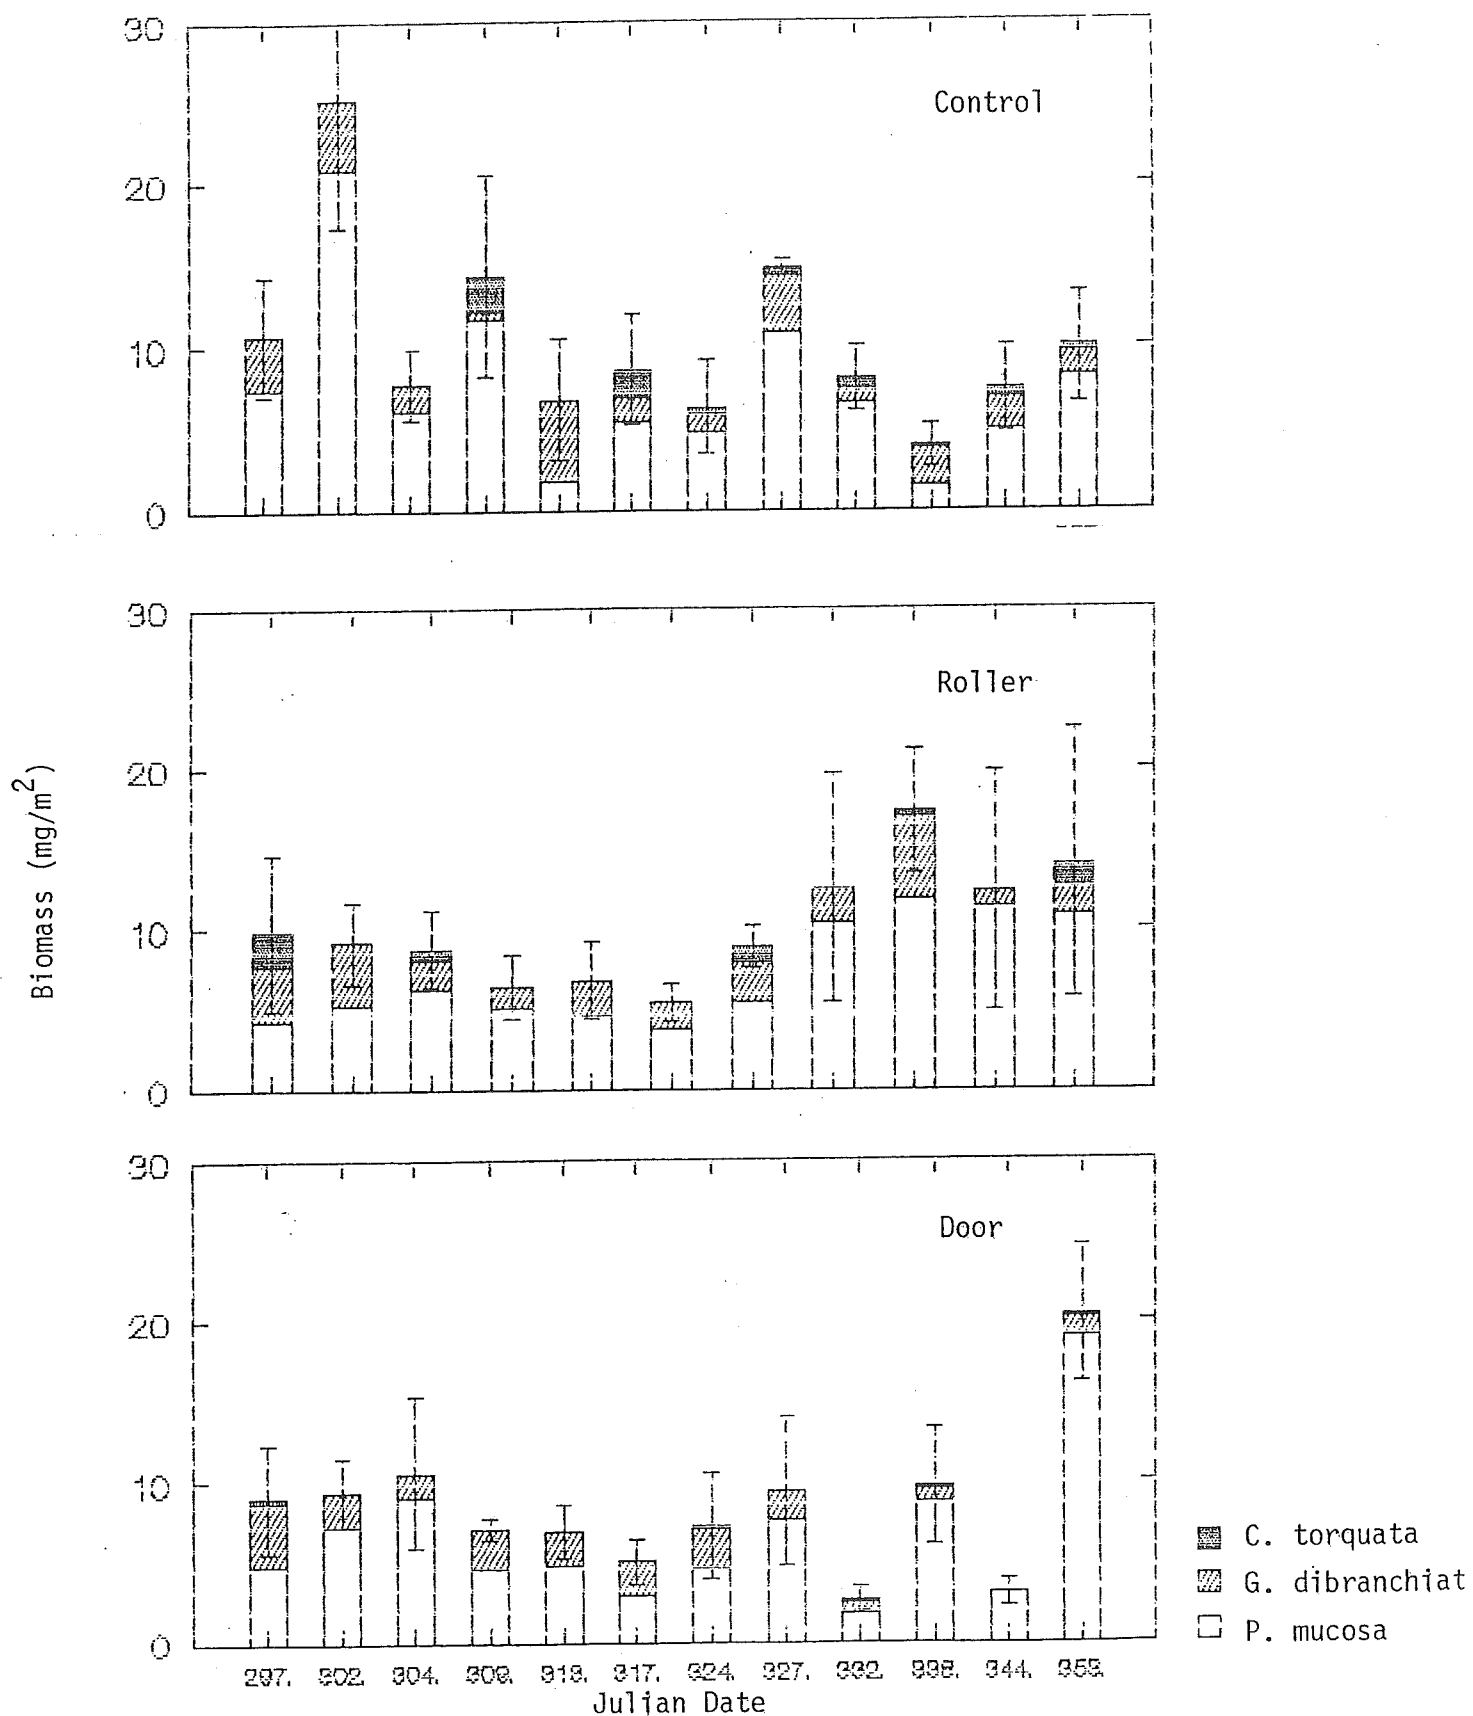 30
20
10
0
Control
30
20
10
0
Roller
Biomass (mg/m2)
30
20
10
0
Door
297. 302. 304. 309. 313. 317. 324. 327. 332. 338. 344. 353.
Julian Date
C. torquata
G. dibranchiat
P. mucosa